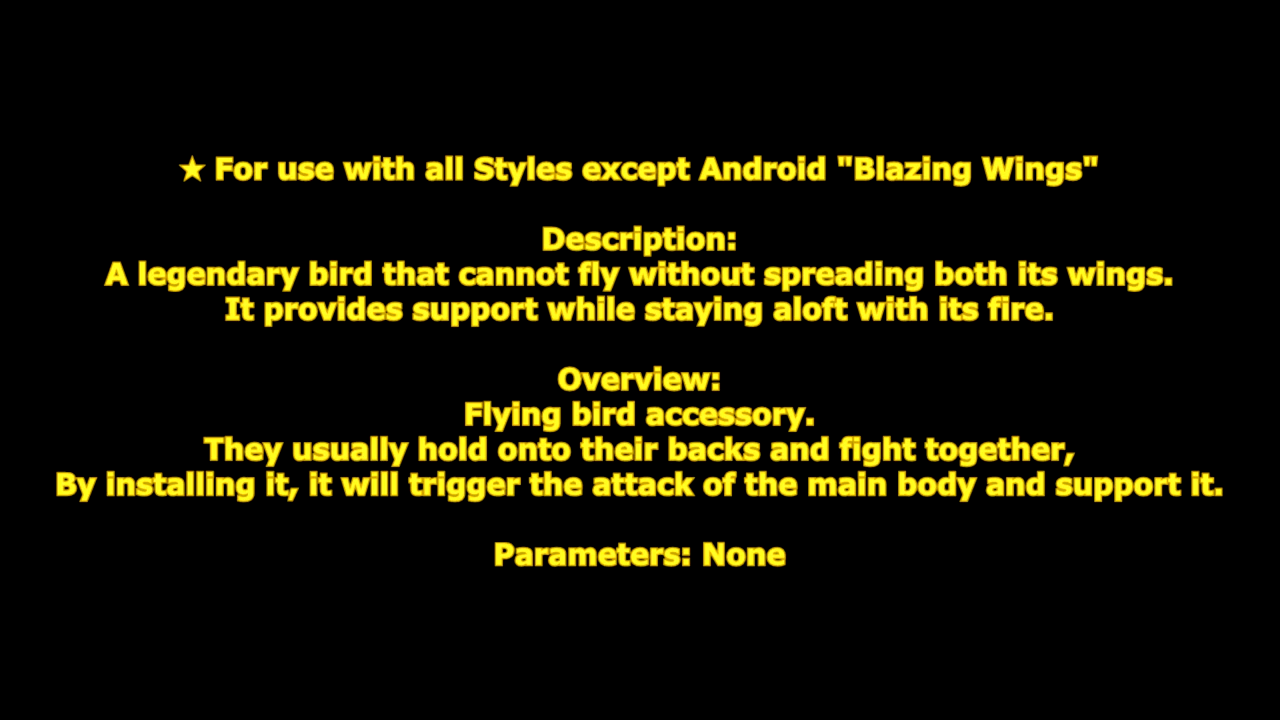 ★ For use with all Styles except Android "Blazing Wings"
Description:
A legendary bird that cannot fly without spreading both its wings.
It provides support while staying aloft with its fire.
Overview:
Flying bird accessory.
They usually hold onto their backs and fight together,
By installing it, it will trigger the attack of the main body and support it.
Parameters: None